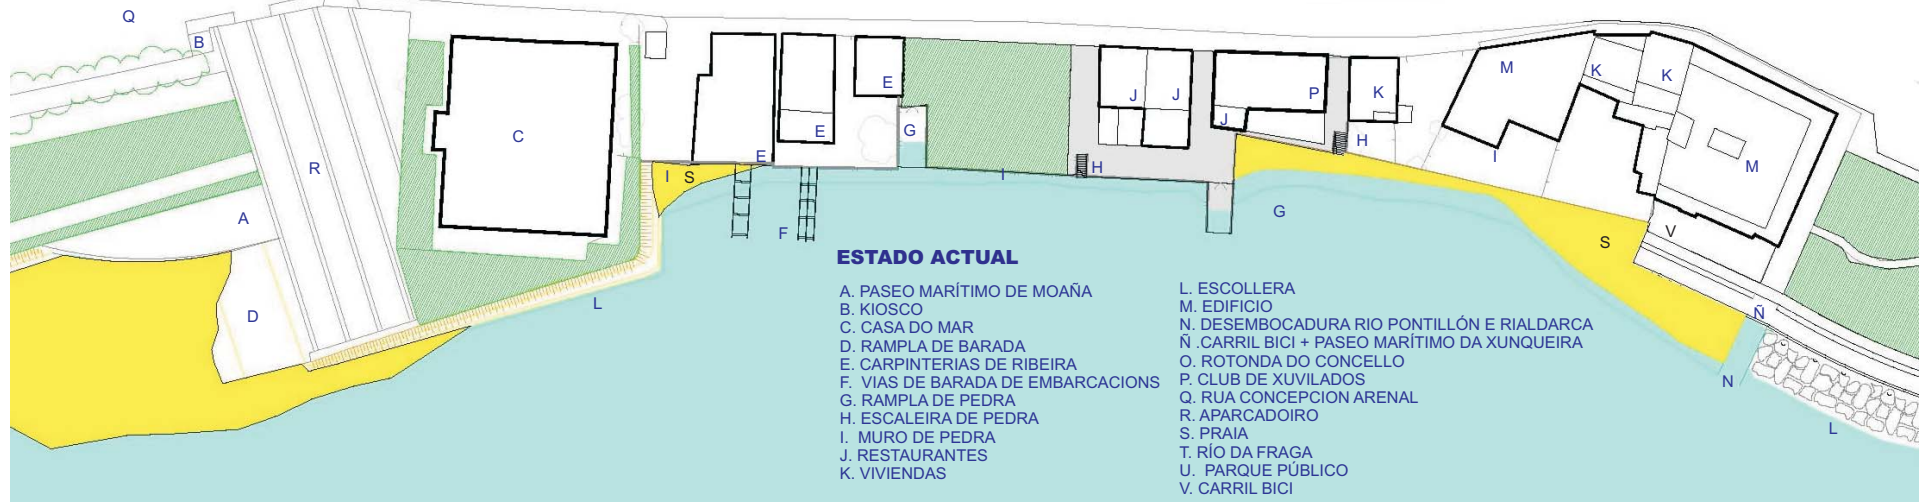 Q
B
C
R
A
D
L
E
E
E
I S
F
G
I
H
J
J
J
P
H
K
G
M
I
K
K
M
S
V
Ñ
N
L
ESTADO ACTUAL
A. PASEO MARÍTIMO DE MOAÑA
B. KIOSCO
C. CASA DO MAR
D. RAMPLA DE BARADA
E. CARPINTERIAS DE RIBEIRA
F. VIAS DE BARADA DE EMBARCACIONS
G. RAMPLA DE PEDRA
H. ESCALEIRA DE PEDRA
I. MURO DE PEDRA
J. RESTAURANTES
K. VIVIENDAS
L. ESCOLLERA
M. EDIFICIO
N. DESEMBOCADURA RIO PONTILLÓN E RIALDARCA
Ñ .CARRIL BICI + PASEO MARÍTIMO DA XUNQUEIRA
O. ROTONDA DO CONCELLO
P. CLUB DE XUVILADOS
Q. RUA CONCEPCION ARENAL
R. APARCADOIRO
S. PRAIA
T. RÍO DA FRAGA
U. PARQUE PÚBLICO
V. CARRIL BICI